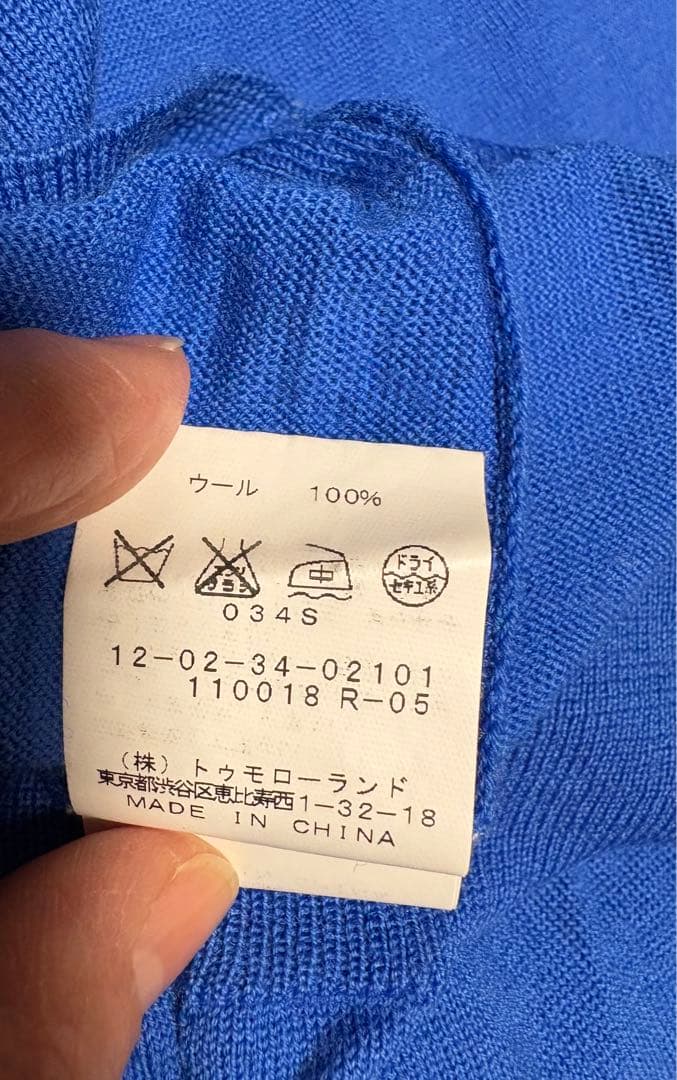 ウール 100%
中 ドライ
セキユ系
034S
12-02-34-02101
110018 R-05
(株)トゥモローランド
東京都渋谷区恵比寿西1-32-18
MADE IN CHINA